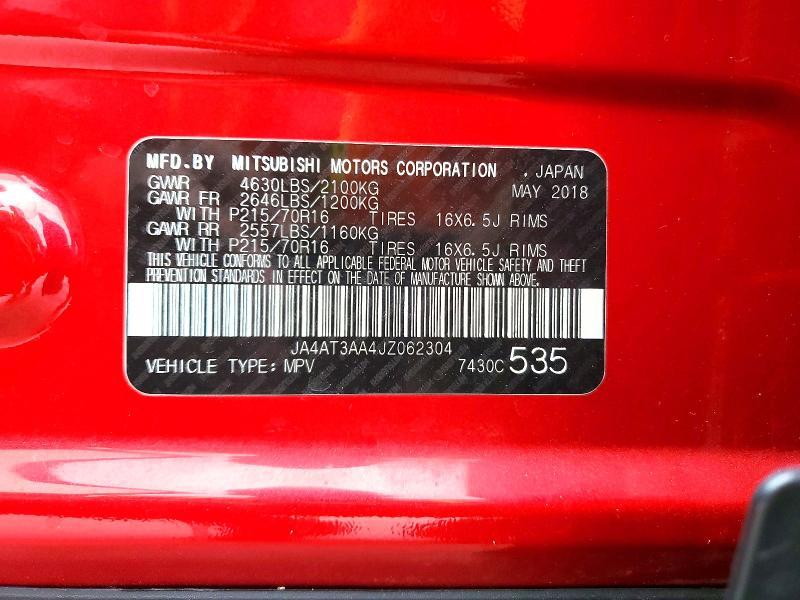 MFD.BY MITSUBISHI MOTORS CORPORATION , JAPAN
GVWR 4630LBS/2100KG MAY 2018
GAWR FR 2646LBS/1200KG
WITH P215/70R16 TIRES 16X6.5J RIMS
GAWR RR 2557LBS/1160KG
WITH P215/70R16 TIRES 16X6.5J RIMS
THIS VEHICLE CONFORMS TO ALL APPLICABLE FEDERAL MOTOR VEHICLE SAFETY AND THEFT
PREVENTION STANDARDS IN EFFECT ON THE DATE OF MANUFACTURE SHOWN ABOVE.
JA4AT3AA4JZ062304
VEHICLE TYPE: MPV 7430C 535